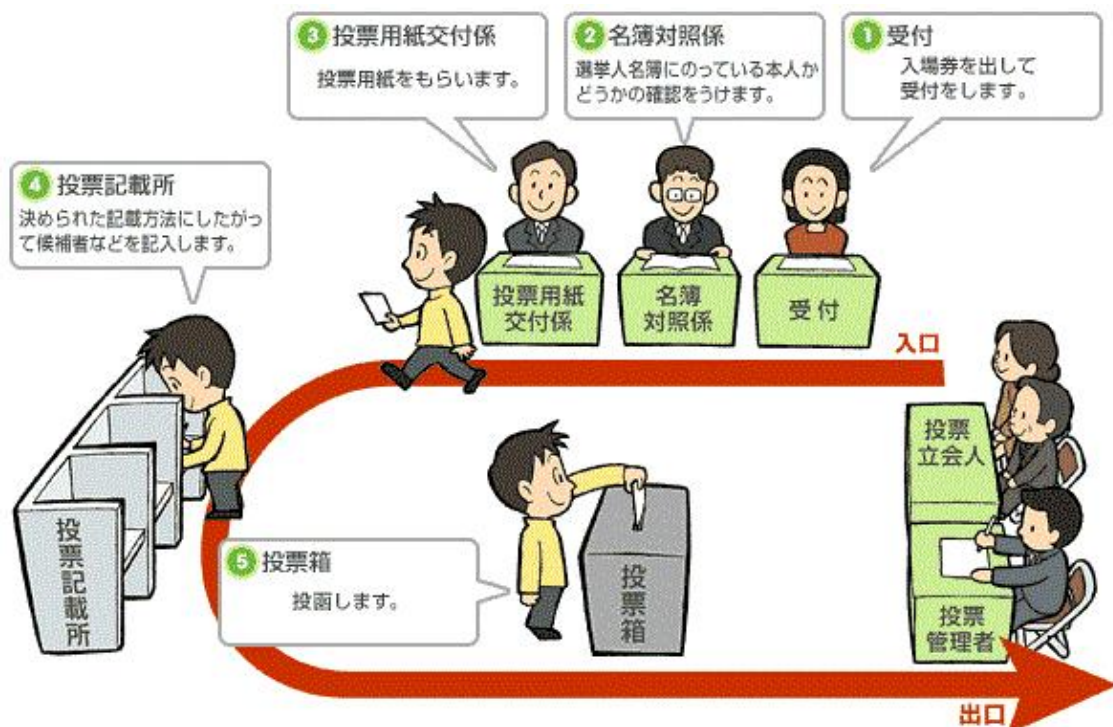 ③ 投票用紙交付係
投票用紙をもらいます。
② 名簿対照係
選挙人名簿にのっている本人か
どうかの確認をうけます。
① 受付
入場券を出して
受付をします。
④ 投票記載所
決められた記載方法にしたがっ
て候補者などを記入します。
投票用紙
交付係
名簿
対照係
受付
入口
投票
立会人
投票記載所
⑤ 投票箱
投函します。
投票箱
投票
管理者
出口